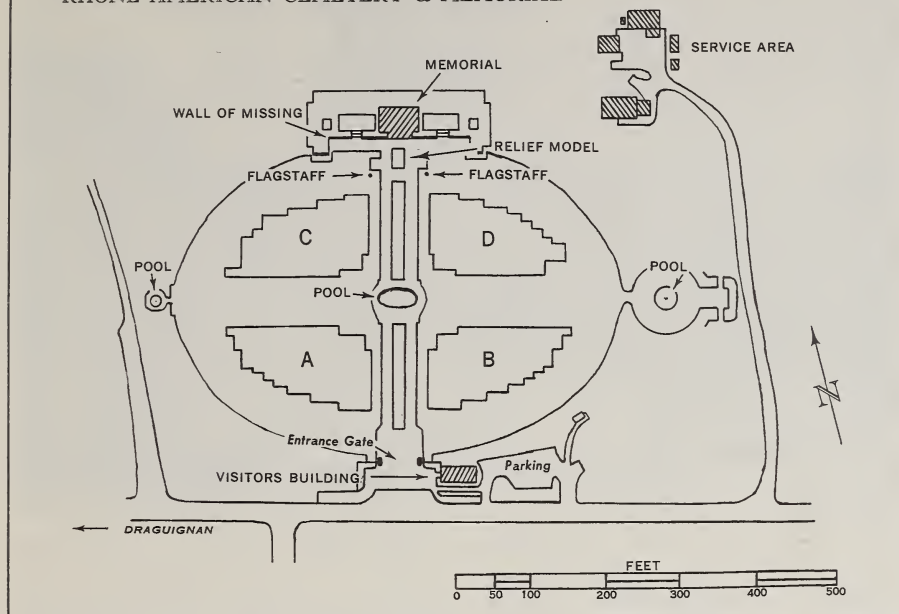 RHONE AMERICAN CEMETERY & MEMORIAL
SERVICE AREA
MEMORIAL
WALL OF MISSING
RELIEF MODEL
FLAGSTAFF
FLAGSTAFF
C
D
POOL
POOL
POOL
A
B
N
Entrance Gate
Parking
VISITORS BUILDING
DRAGUIGNAN
FEET
0 50 100 200 300 400 500